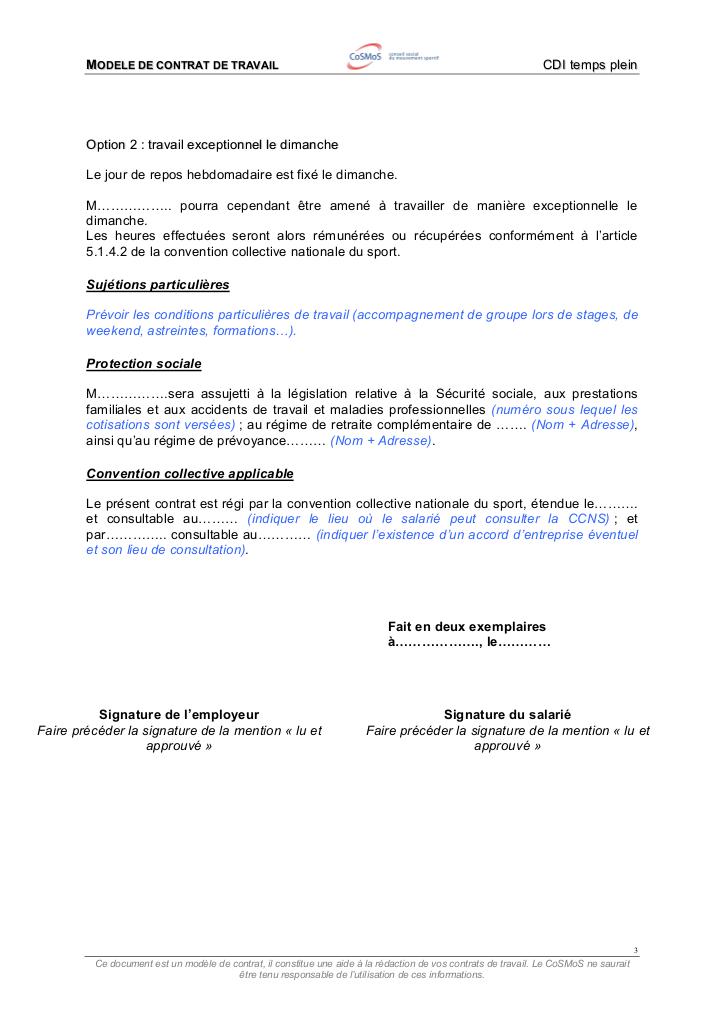 MODELE DE CONTRAT DE TRAVAIL
CoSMoS conseil social
du mouvement sportif
CDI temps plein
Option 2 : travail exceptionnel le dimanche
Le jour de repos hebdomadaire est fixé le dimanche.
M…………….. pourra cependant être amené à travailler de manière exceptionnelle le
dimanche.
Les heures effectuées seront alors rémunérées ou récupérées conformément à l’article
5.1.4.2 de la convention collective nationale du sport.
Sujétions particulières
Prévoir les conditions particulières de travail (accompagnement de groupe lors de stages, de
weekend, astreintes, formations…).
Protection sociale
M…………….sera assujetti à la législation relative à la Sécurité sociale, aux prestations
familiales et aux accidents de travail et maladies professionnelles (numéro sous lequel les
cotisations sont versées) ; au régime de retraite complémentaire de ……. (Nom + Adresse),
ainsi qu’au régime de prévoyance……… (Nom + Adresse).
Convention collective applicable
Le présent contrat est régi par la convention collective nationale du sport, étendue le……….
et consultable au……… (indiquer le lieu où le salarié peut consulter la CCNS) ; et
par………….. consultable au………… (indiquer l’existence d’un accord d’entreprise éventuel
et son lieu de consultation).
Fait en deux exemplaires
à………………., le…………
Signature de l’employeur
Faire précéder la signature de la mention « lu et
approuvé »
Signature du salarié
Faire précéder la signature de la mention « lu et
approuvé »
3
Ce document est un modèle de contrat, il constitue une aide à la rédaction de vos contrats de travail. Le CoSMoS ne saurait
être tenu responsable de l’utilisation de ces informations.